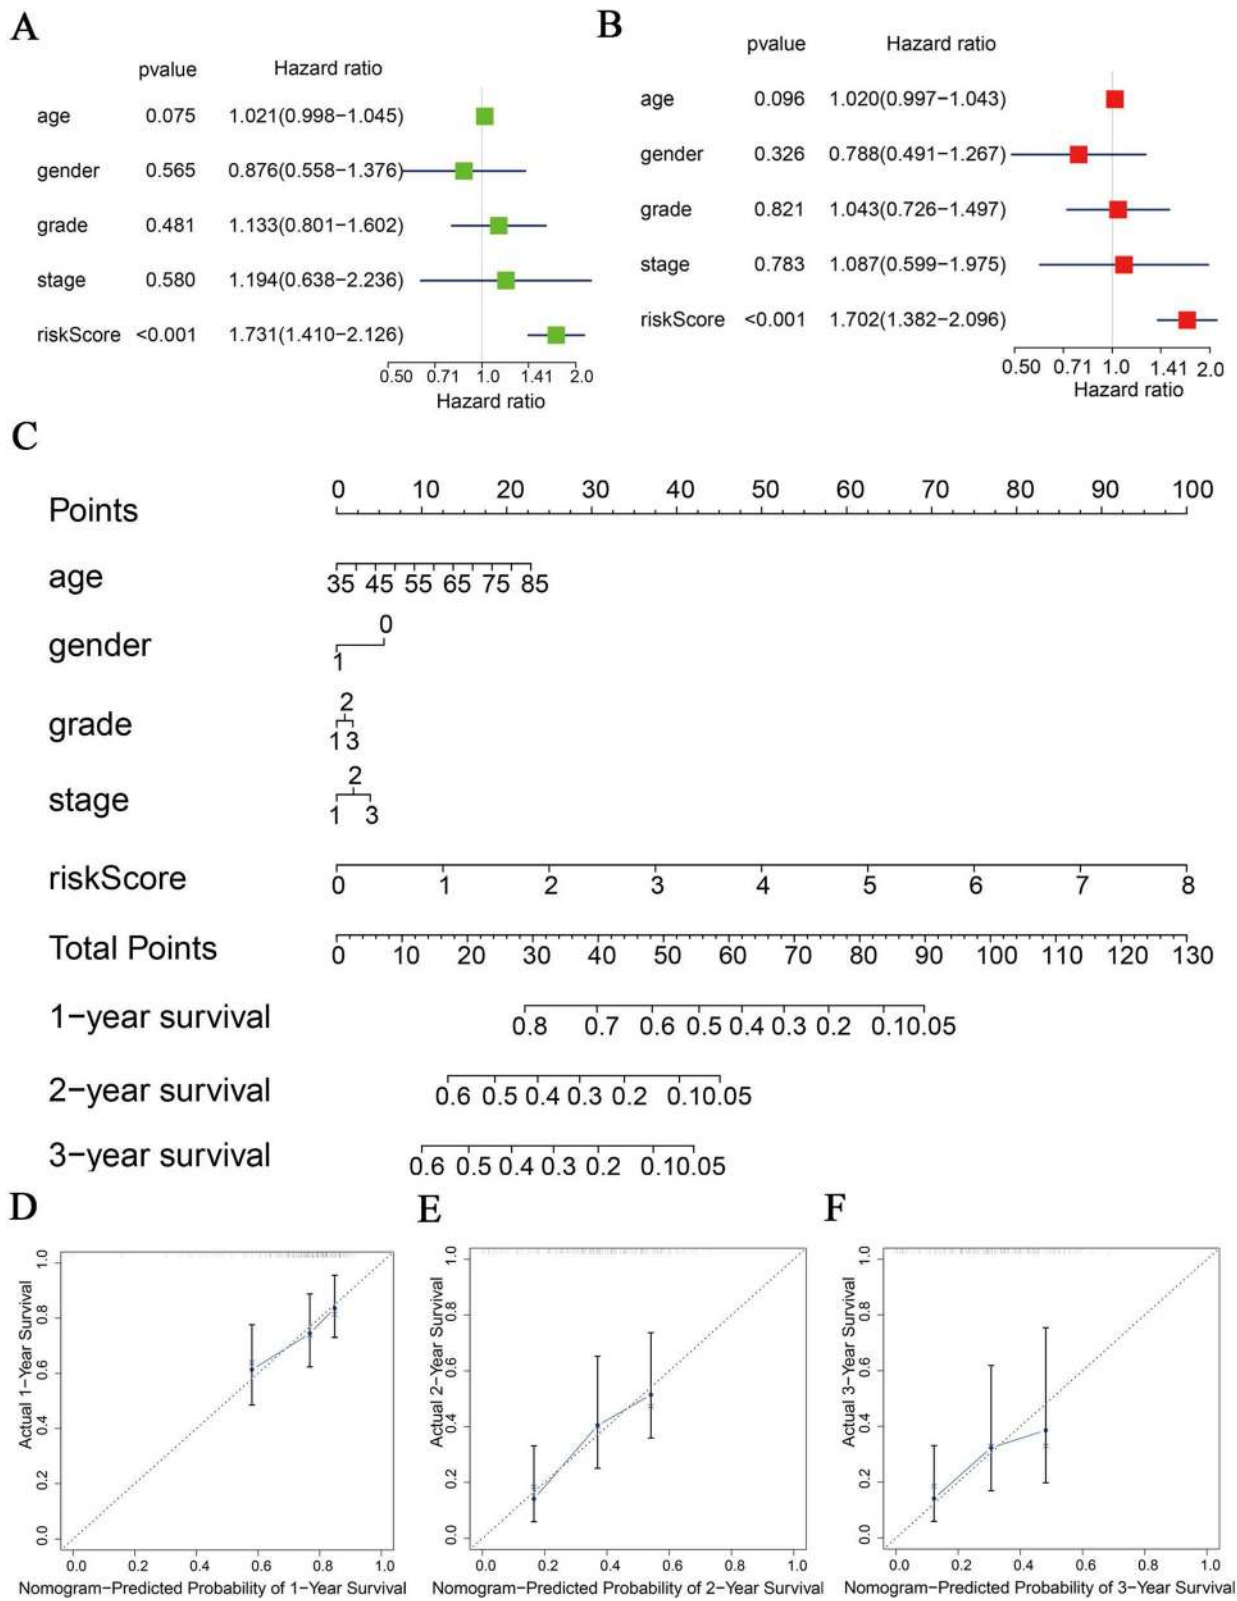 A
pvalue Hazard ratio
age 0.075 1.021(0.998−1.045)
gender 0.565 0.876(0.558−1.376)
grade 0.481 1.133(0.801−1.602)
stage 0.580 1.194(0.638−2.236)
riskScore <0.001 1.731(1.410−2.126)
0.50 0.71 1.0 1.41 2.0
Hazard ratio
B
pvalue Hazard ratio
age 0.096 1.020(0.997−1.043)
gender 0.326 0.788(0.491−1.267)
grade 0.821 1.043(0.726−1.497)
stage 0.783 1.087(0.599−1.975)
riskScore <0.001 1.702(1.382−2.096)
0.50 0.71 1.0 1.41 2.0
Hazard ratio
C
Points 0 10 20 30 40 50 60 70 80 90 100
age 35 45 55 65 75 85
0
gender
1
2
grade
1 3
2
stage
1 3
riskScore 0 1 2 3 4 5 6 7 8
Total Points 0 10 20 30 40 50 60 70 80 90 100 110 120 130
1−year survival 0.8 0.7 0.6 0.5 0.4 0.3 0.2 0.1 0.05
2−year survival 0.6 0.5 0.4 0.3 0.2 0.1 0.05
3−year survival 0.6 0.5 0.4 0.3 0.2 0.1 0.05
D
Actual 1−Year Survival
0.0 0.2 0.4 0.6 0.8 1.0
0.0 0.2 0.4 0.6 0.8 1.0
Nomogram−Predicted Probability of 1−Year Survival
E
Actual 2−Year Survival
0.0 0.2 0.4 0.6 0.8 1.0
0.0 0.2 0.4 0.6 0.8 1.0
Nomogram−Predicted Probability of 2−Year Survival
F
Actual 3−Year Survival
0.0 0.2 0.4 0.6 0.8 1.0
0.0 0.2 0.4 0.6 0.8 1.0
Nomogram−Predicted Probability of 3−Year Survival